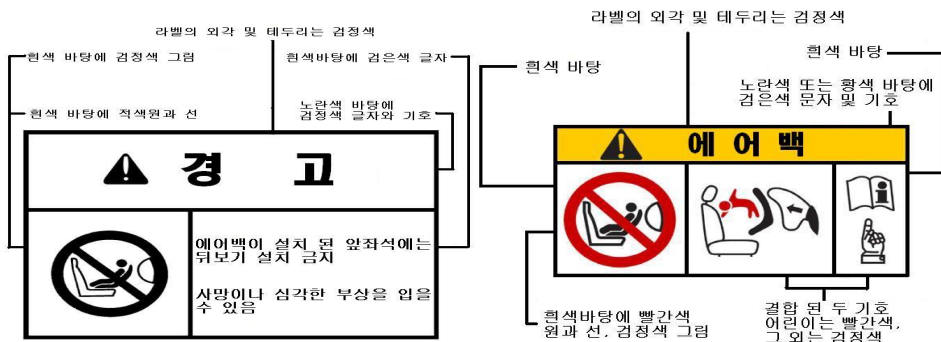 라벨의 외각 및 테두리는 검정색
흰색 바탕에 검정색 그림
흰색바탕에 검은색 글자
흰색 바탕에 적색원과 선
노란색 바탕에
검정색 글자와 기호
경 고
에어백이 설치 된 앞좌석에는
뒤보기 설치 금지
사망이나 심각한 부상을 입을
수 있음
라벨의 외각 및 테두리는 검정색
흰색 바탕
흰색 바탕
노란색 또는 황색 바탕에
검은색 문자 및 기호
에어백
흰색바탕에 빨간색
원과 선, 검정색 그림
결합 된 두 기호
어린이는 빨간색,
그 외는 검정색